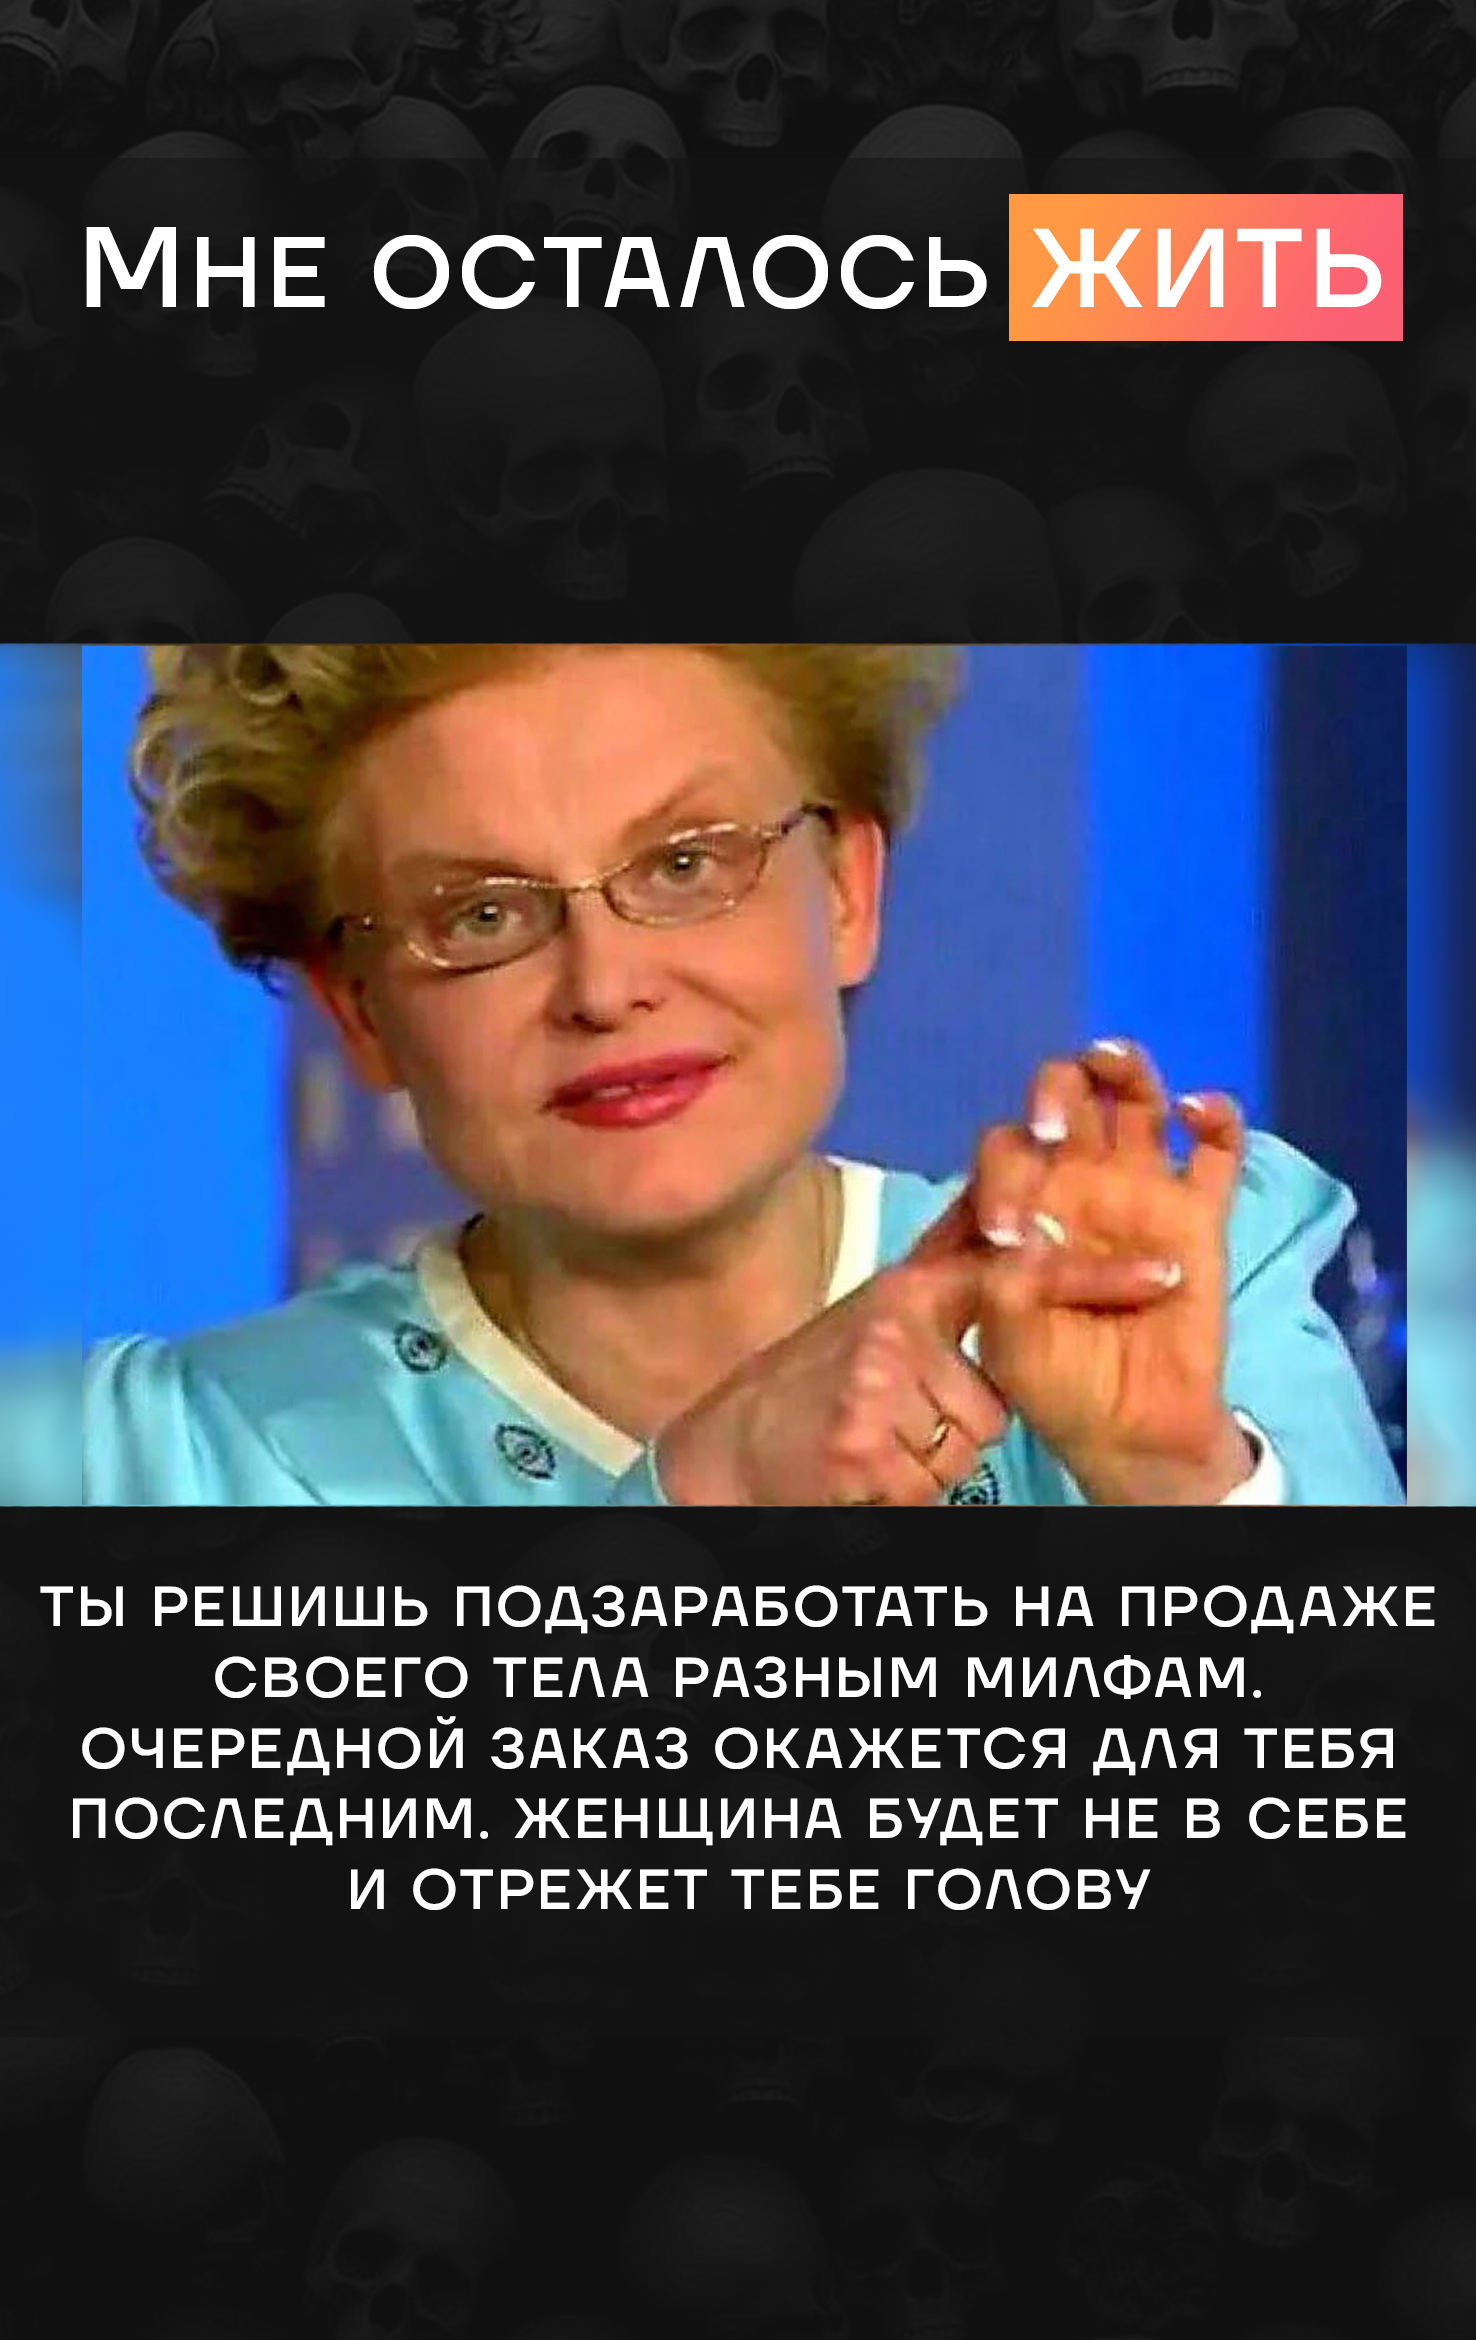 Мне осталось жить
ты решишь подзаработать на продаже
своего тела разным милфам.
очередной заказ окажется для тебя
последним. женщина будет не в себе
и отрежет тебе голову